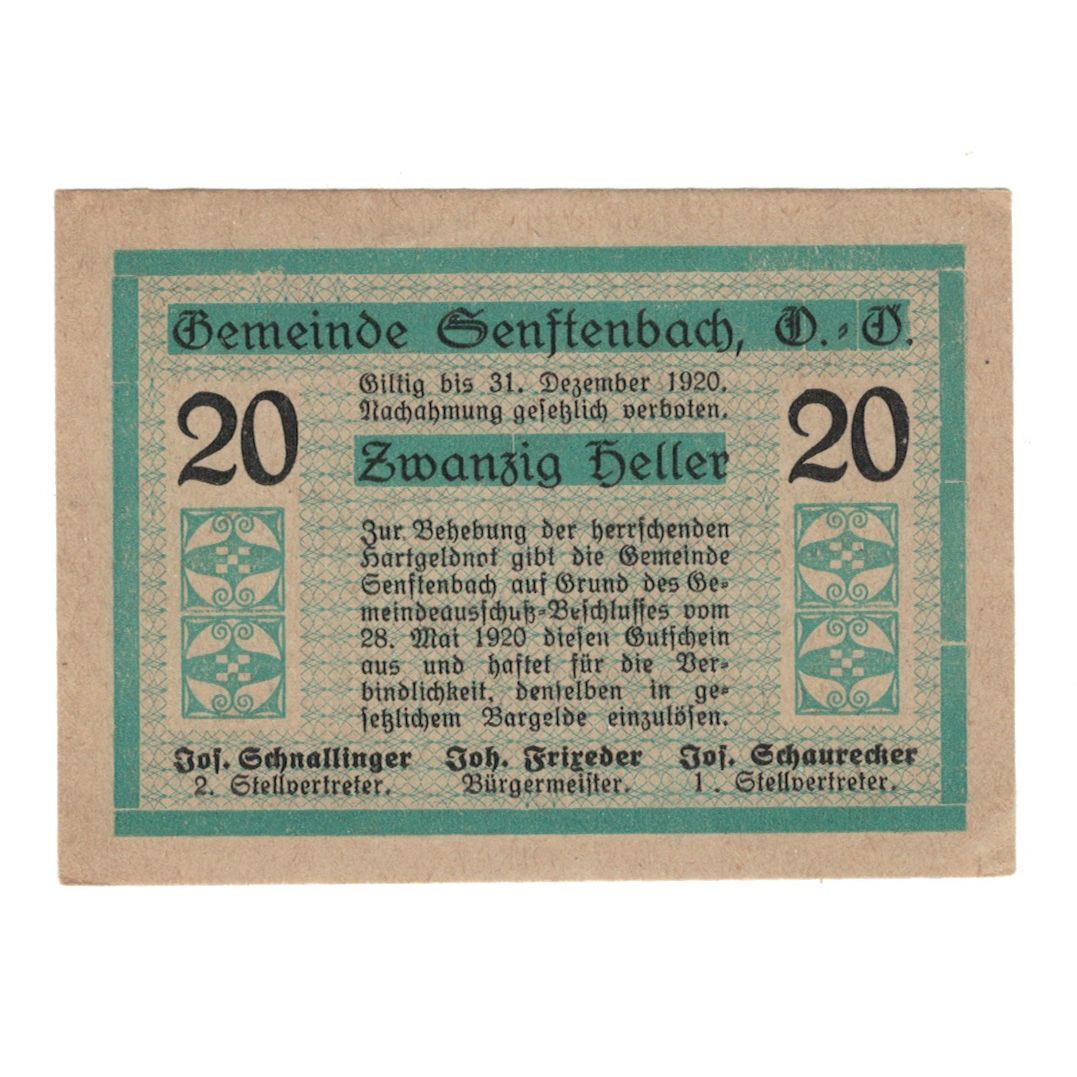 Gemeinde Senftenbach, O.-Ö.
20
Giltig bis 31. Dezember 1920.
Nachahmung gesetzlich verboten.
20
Zwanzig Heller
Zur Behebung der herrschenden
Hartgeldnot gibt die Gemeinde
Senftenbach auf Grund des Ge-
meindeausschuß-Beschlusses vom
28. Mai 1920 diesen Gutschein
aus und haftet für die Ver-
bindlichkeit, denselben in ge-
setzlichem Bargelde einzulösen.
Jos. Schnallinger Joh. Frixeder Jos. Schaurecker
2. Stellvertreter. Bürgermeister. 1. Stellvertreter.